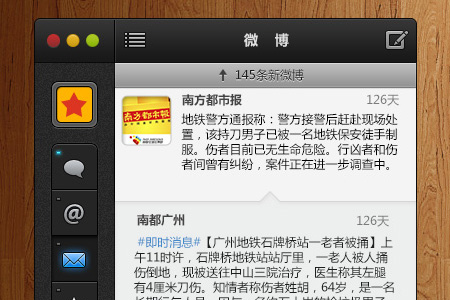 微 博
145条新微博
南方都市报 126天
南方都市报
地铁警方通报称：警方接警后赶赴现场处
置，该持刀男子已被一名地铁保安徒手制
服。伤者目前已无生命危险。行凶者和伤
者间曾有纠纷，案件正在进一步调查中。
@
南都广州 126天
#即时消息#【广州地铁石牌桥站一老者被捅】上
午11时许，石牌桥地铁站站厅里，一老人被人捅
伤倒地，现被送往中山三院治疗，医生称其左腿
有4厘米刀伤。知情者称伤者姓胡，64岁，是一名